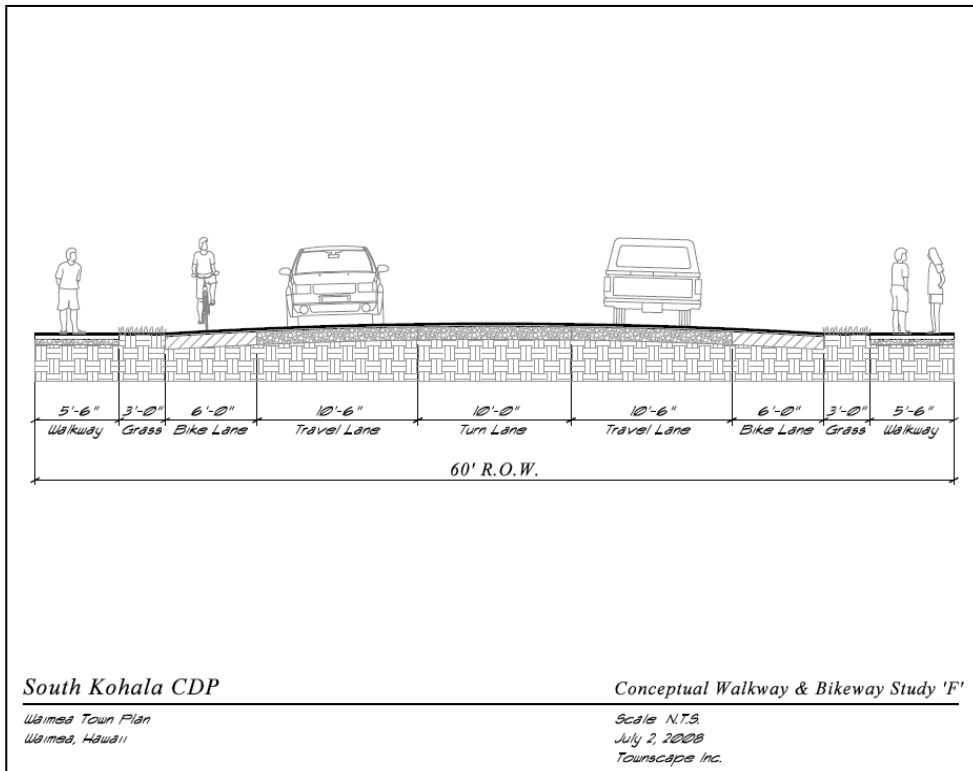 5'-6" 3'-0" 6'-0" 10'-6" 10'-0" 10'-6" 6'-0" 3'-0" 5'-6"
Walkway Grass Bike Lane Travel Lane Turn Lane Travel Lane Bike Lane Grass Walkway
60' R.O.W.
South Kohala CDP
Conceptual Walkway & Bikeway Study 'F'
Waimea Town Plan
Waimea, Hawaii
Scale N.T.S.
July 2, 2008
Townscape Inc.